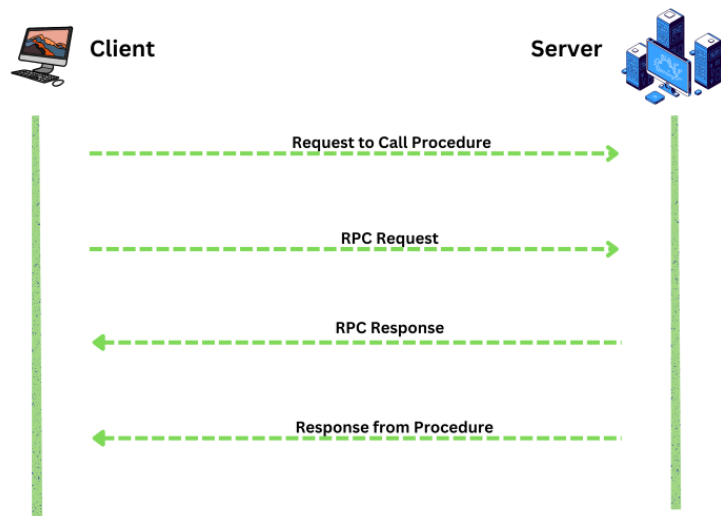 Client
Server
Request to Call Procedure
RPC Request
RPC Response
Response from Procedure